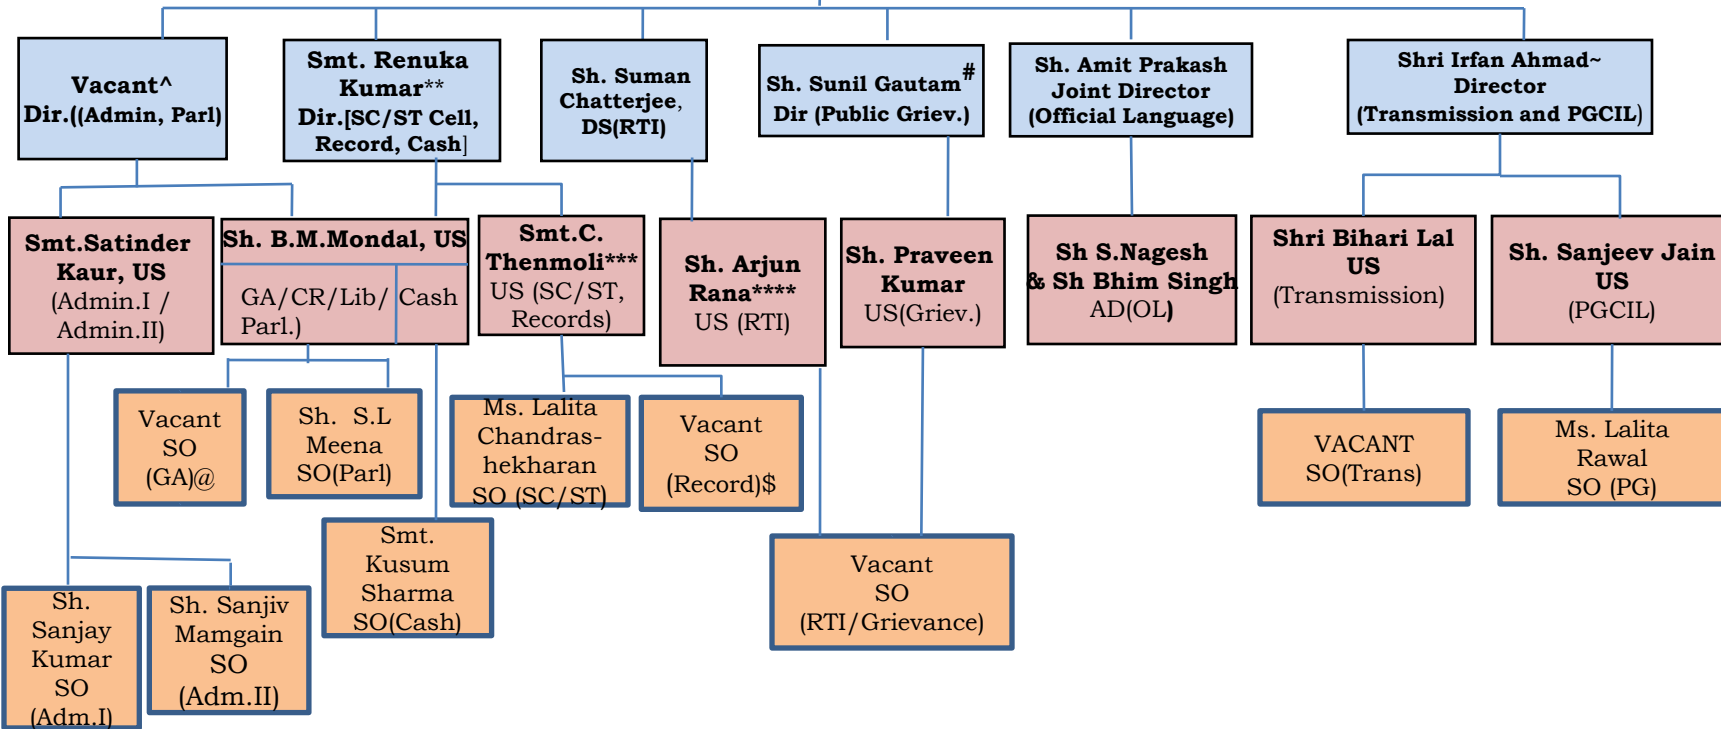 Vacant^
Dir.((Admin, Parl)
Smt. Renuka
Kumar**
Dir.[SC/ST Cell,
Record, Cash]
Sh. Suman
Chatterjee,
DS(RTI)
Sh. Sunil Gautam#
Dir (Public Griev.)
Sh. Amit Prakash
Joint Director
(Official Language)
Shri Irfan Ahmad~
Director
(Transmission and PGCIL)
Smt.Satinder
Kaur, US
(Admin.I /
Admin.II)
Sh. B.M.Mondal, US
GA/CR/Lib/
Parl.)
Cash
Smt.C.
Thenmoli***
US (SC/ST,
Records)
Sh. Arjun
Rana****
US (RTI)
Sh. Praveen
Kumar
US(Griev.)
Sh S.Nagesh
& Sh Bhim Singh
AD(OL)
Shri Bihari Lal
US
(Transmission)
Sh. Sanjeev Jain
US
(PGCIL)
Vacant
SO
(GA)@
Sh. S.L
Meena
SO(Parl)
Ms. Lalita
Chandras-
hekharan
SO (SC/ST)
Vacant
SO
(Record)$
VACANT
SO(Trans)
Ms. Lalita
Rawal
SO (PG)
Smt.
Kusum
Sharma
SO(Cash)
Vacant
SO
(RTI/Grievance)
Sh.
Sanjay
Kumar
SO
(Adm.I)
Sh. Sanjiv
Mamgain
SO
(Adm.II)